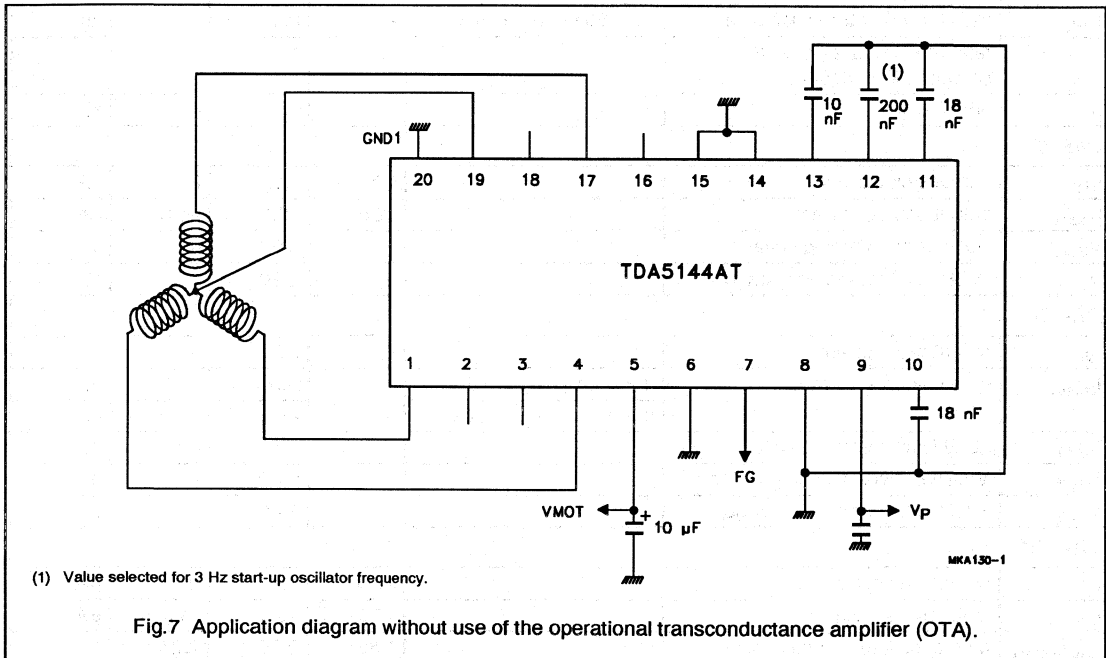 (1)
10 nF
200 nF
18 nF
GND1
20 19 18 17 16 15 14 13 12 11
TDA5144AT
1 2 3 4 5 6 7 8 9 10
18 nF
FG
VMOT
+
10 µF
VP
MKA130-1
(1) Value selected for 3 Hz start-up oscillator frequency.
Fig.7 Application diagram without use of the operational transconductance amplifier (OTA).